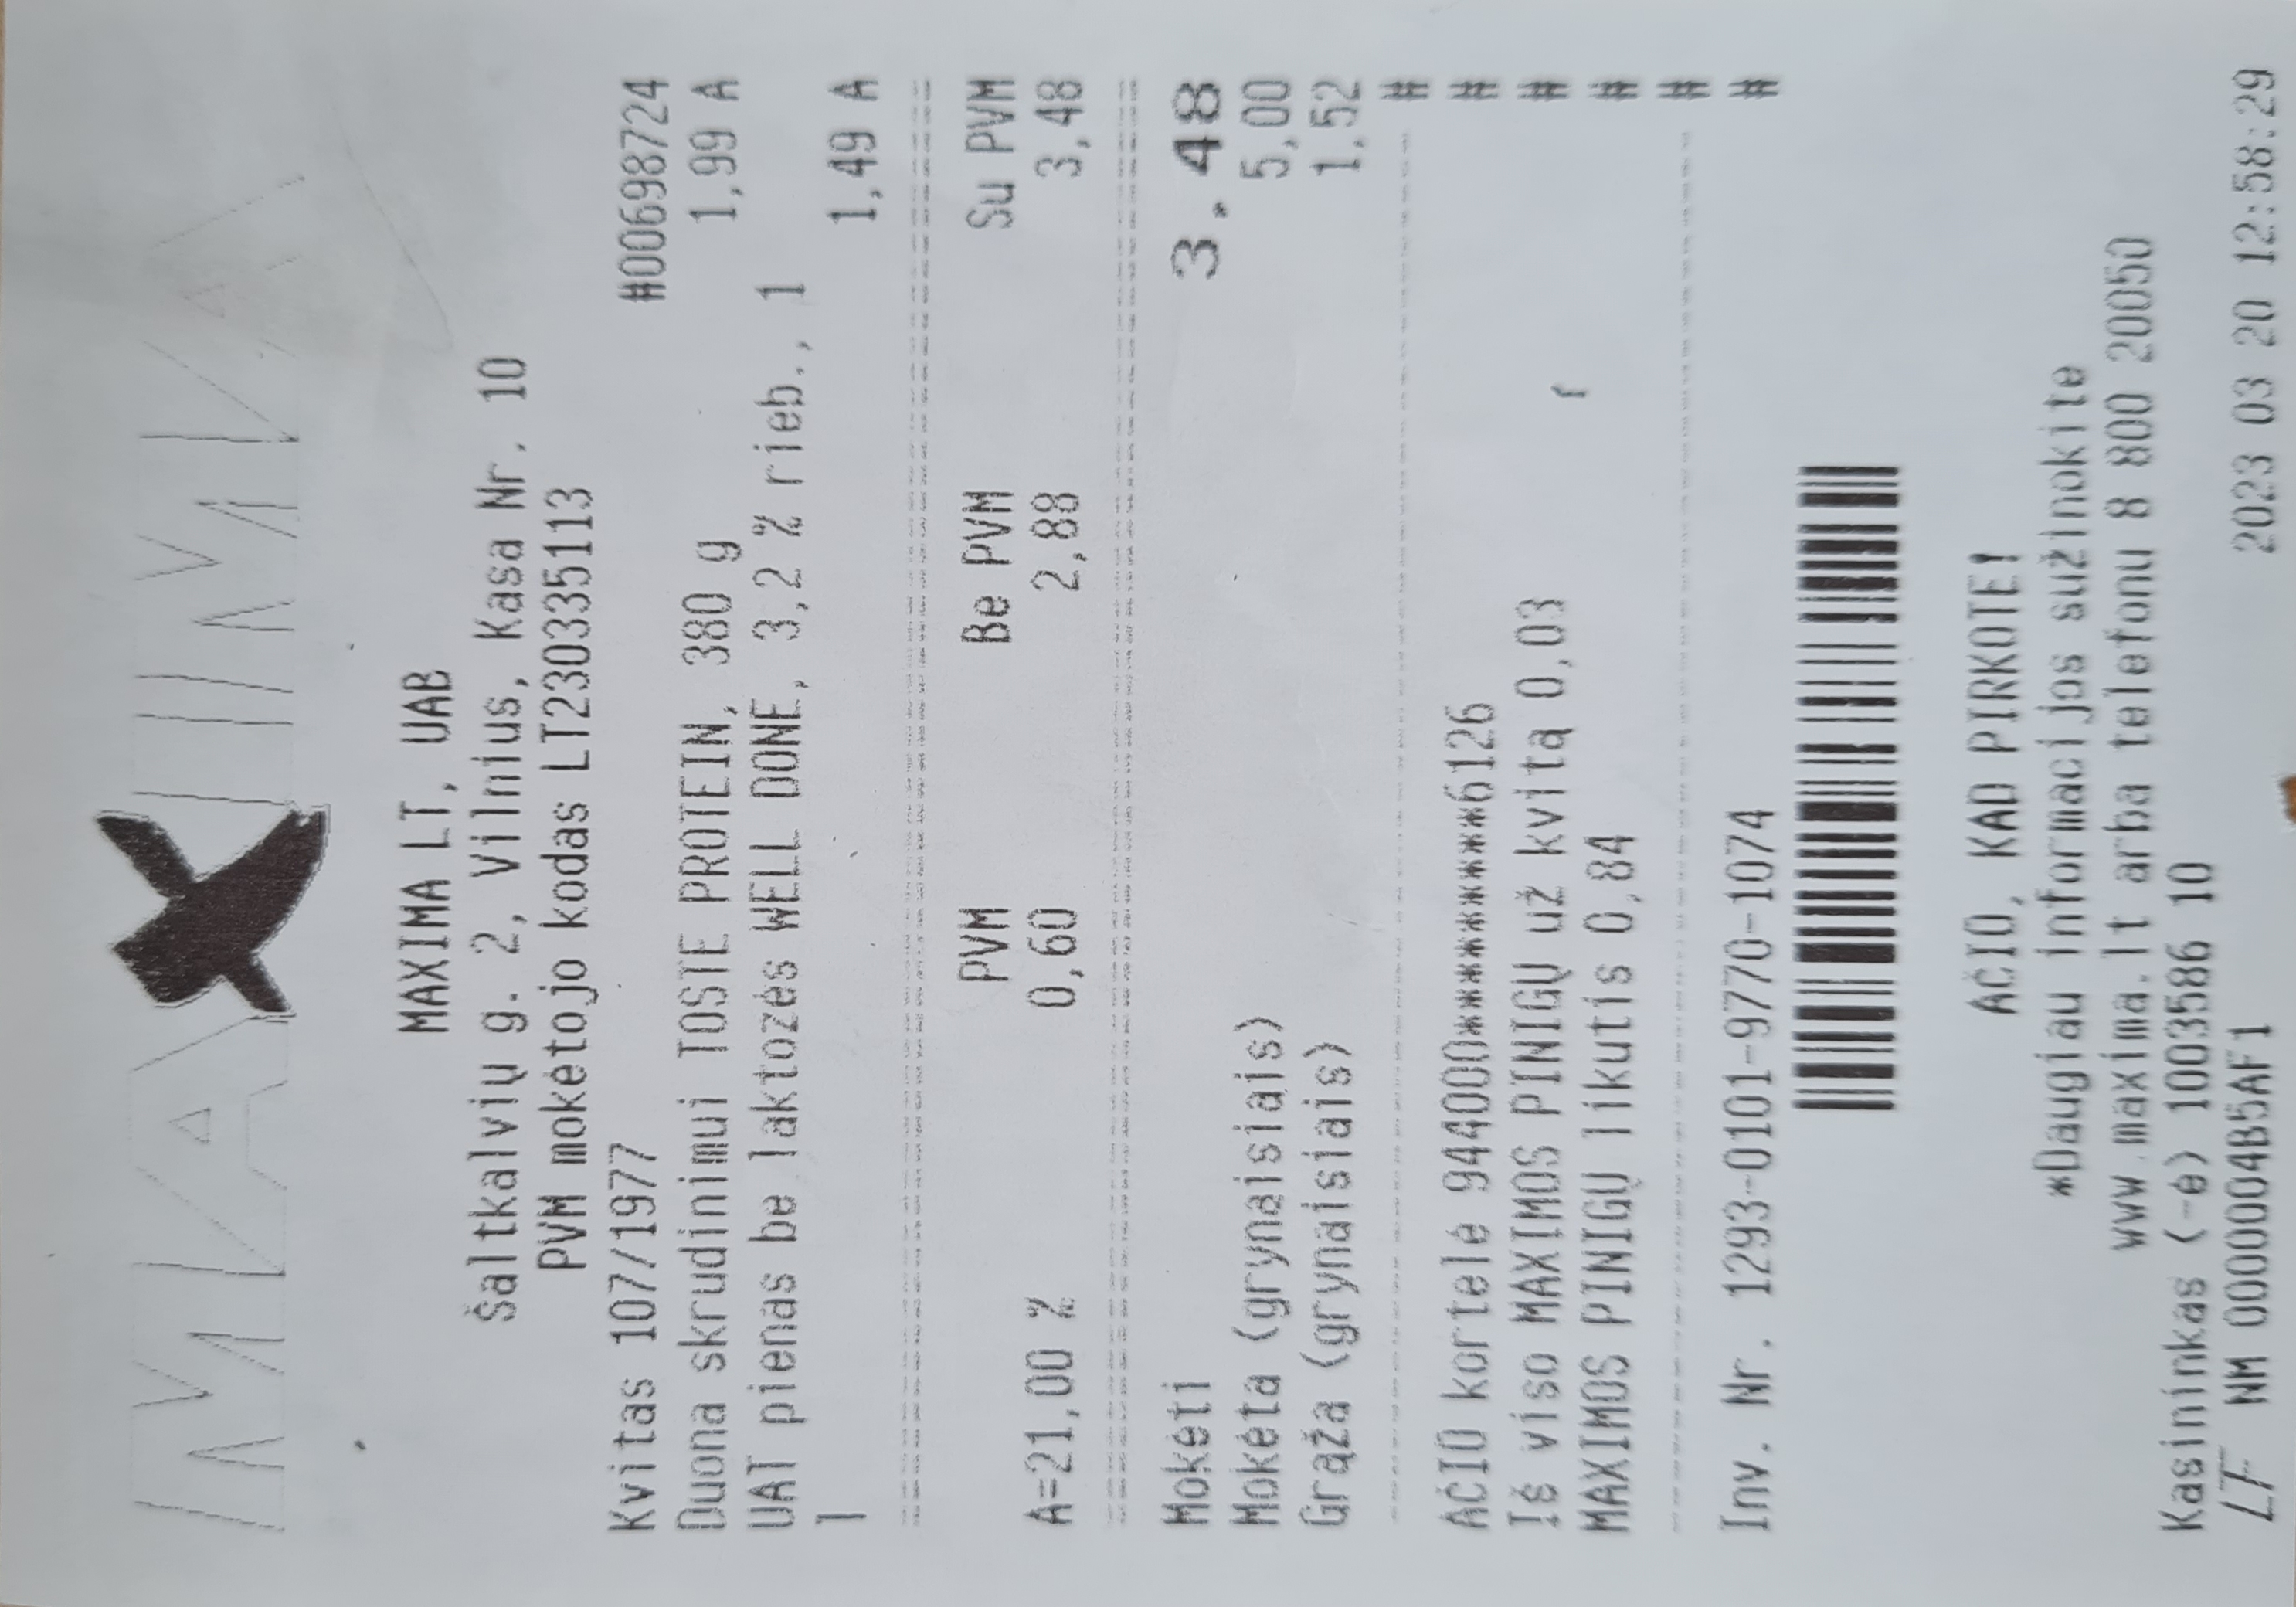 MAXIMA
MAXIMA LT, UAB
Šaltkalvių g. 2, Vilnius, Kasa Nr. 10
PVM mokėtojo kodas LT230335113
Kvitas 107/1977 #00698724
Duona skrudinimui TOSTE PROTEIN, 380 g 1,99 A
UAT pienas be laktozės WELL DONE, 3,2 % rieb., 1
l 1,49 A
PVM Be PVM Su PVM
A=21,00 % 0,60 2,88 3,48
Mokėti 3.48
Mokėta (grynaisiais) 5,00
Grąža (grynaisiais) 1,52
#
AČIŪ kortelė 944000*********6126 #
Iš viso MAXIMOS PINIGŲ už kvitą 0,03 #
MAXIMOS PINIGŲ likutis 0,84 #
#
Inv. Nr. 1293-0101-9770-1074 #
AČIŪ, KAD PIRKOTE!
*Daugiau informacijos sužinokite
www.maxima.lt arba telefonu 8 800 20050
Kasininkas (-ė) 1003586 10
LF NM 0000004B5AF1 2023 03 20 12:58:29